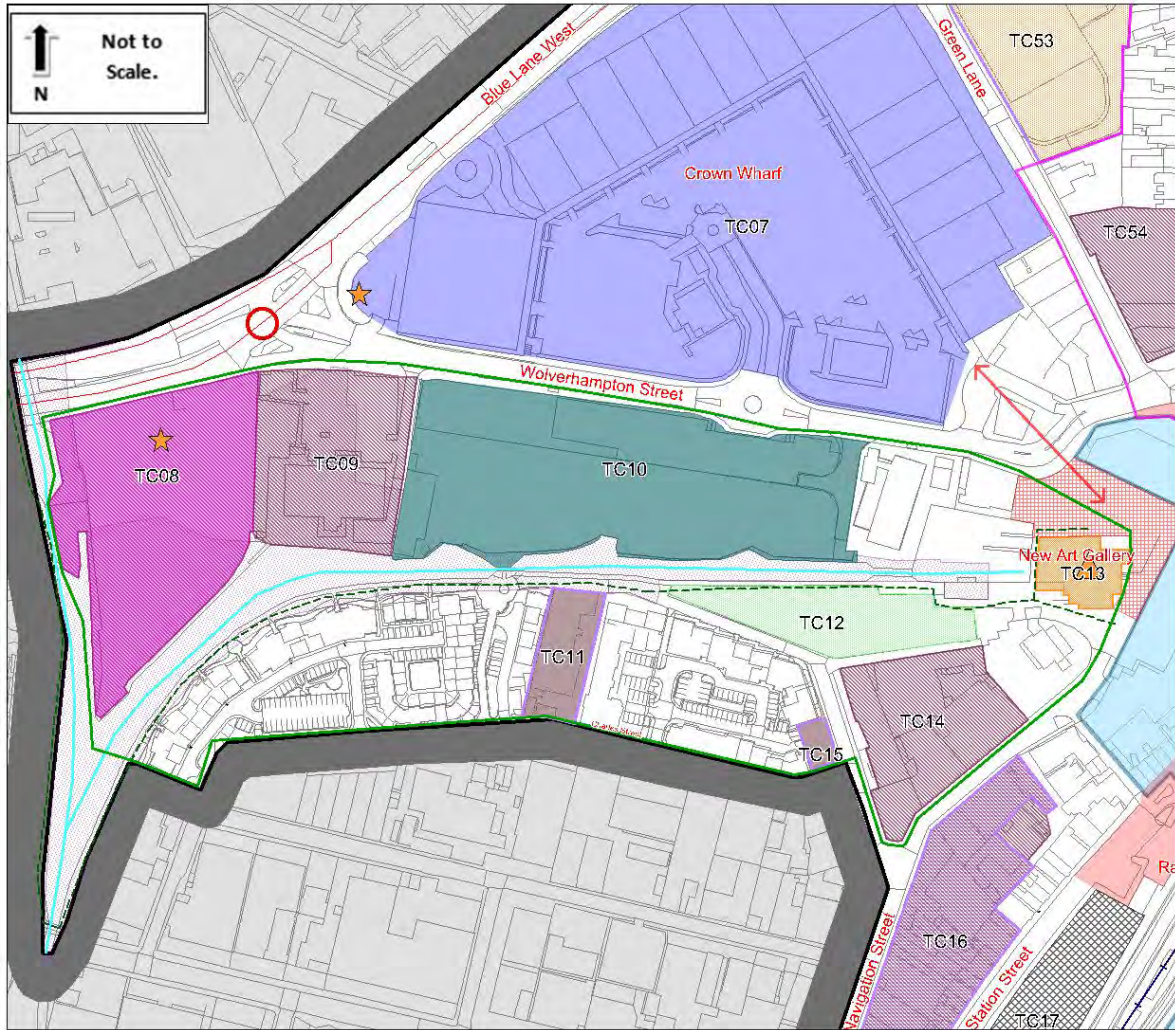 Not to
Scale.
N
Blue Lane West
Green Lane
TC53
Crown Wharf
TC07
TC54
Wolverhampton Street
TC08
TC09
TC10
New Art Gallery
TC13
TC12
TC11
TC14
TC15
TC16
Navigation Street
Station Street
TC17
Ra